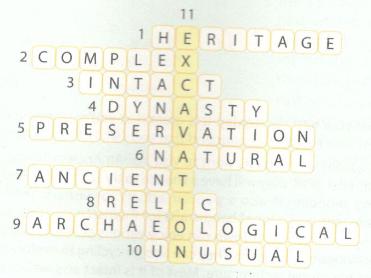 11
1 HERITAGE
2 COMPLEX
3 INTACT
4 DYNASTY
5 PRESERVATION
6 NATURAL
7 ANCIENT
8 RELIC
9 ARCHAEOLOGICAL
10 UNUSUAL